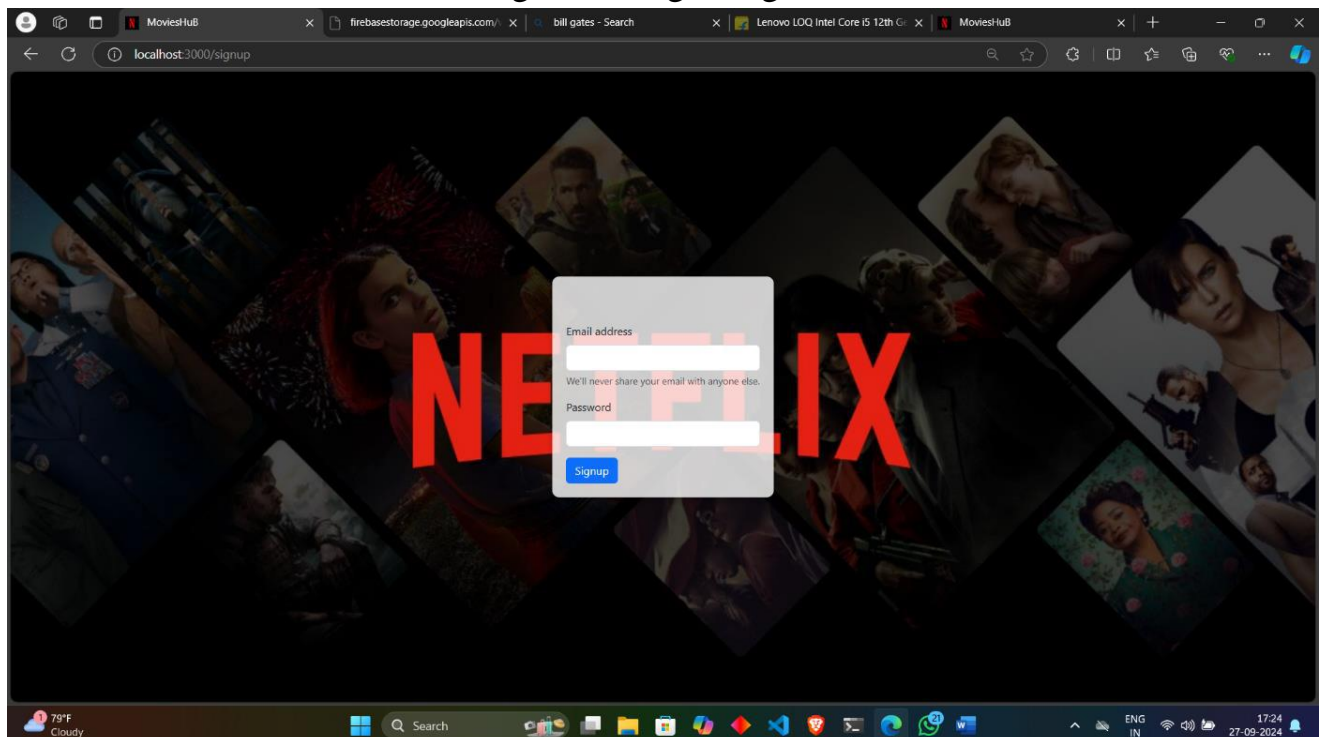 MoviesHuB
firebasestorage.googleapis.com/
bill gates - Search
Lenovo LOQ Intel Core i5 12th Ge
MoviesHuB
localhost:3000/signup
NETFLIX
Email address
We'll never share your email with anyone else.
Password
Signup
1
79°F
Cloudy
Search
21
ENG
IN
17:24
27-09-2024